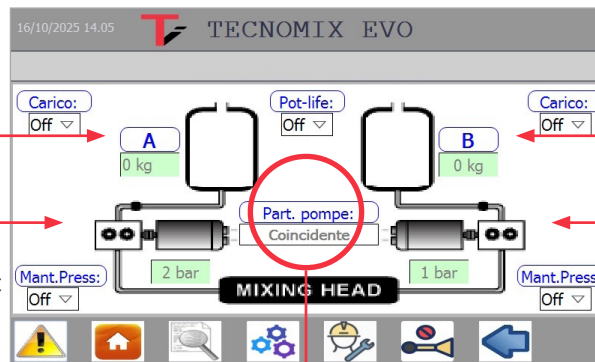 16/10/2025 14.05
TECNOMIX EVO
Carico:
Off
Pot-life:
Off
Carico:
Off
A
0 kg
B
0 kg
Part. pompe:
Coincidente
Mant.Press:
Off
2 bar
1 bar
Mant.Press
Off
MIXING HEAD